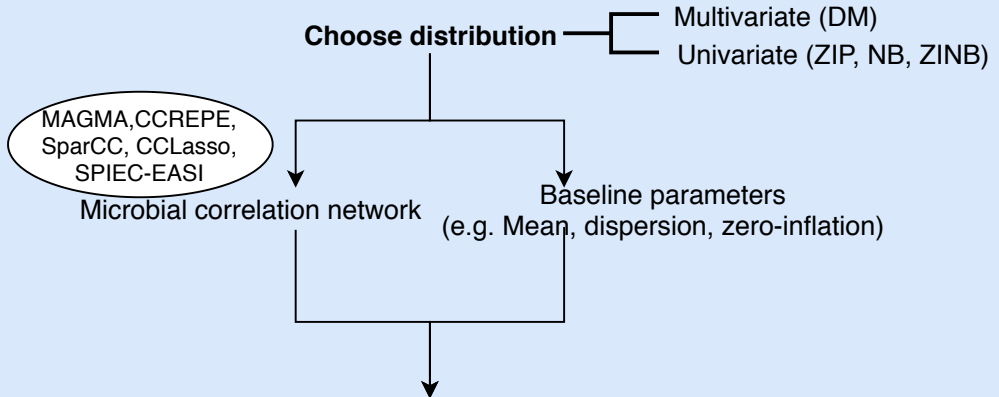 Choose distribution
Multivariate (DM)
Univariate (ZIP, NB, ZINB)
MAGMA,CCREPE,
SparCC, CCLasso,
SPIEC-EASI
Microbial correlation network
Baseline parameters
(e.g. Mean, dispersion, zero-inflation)